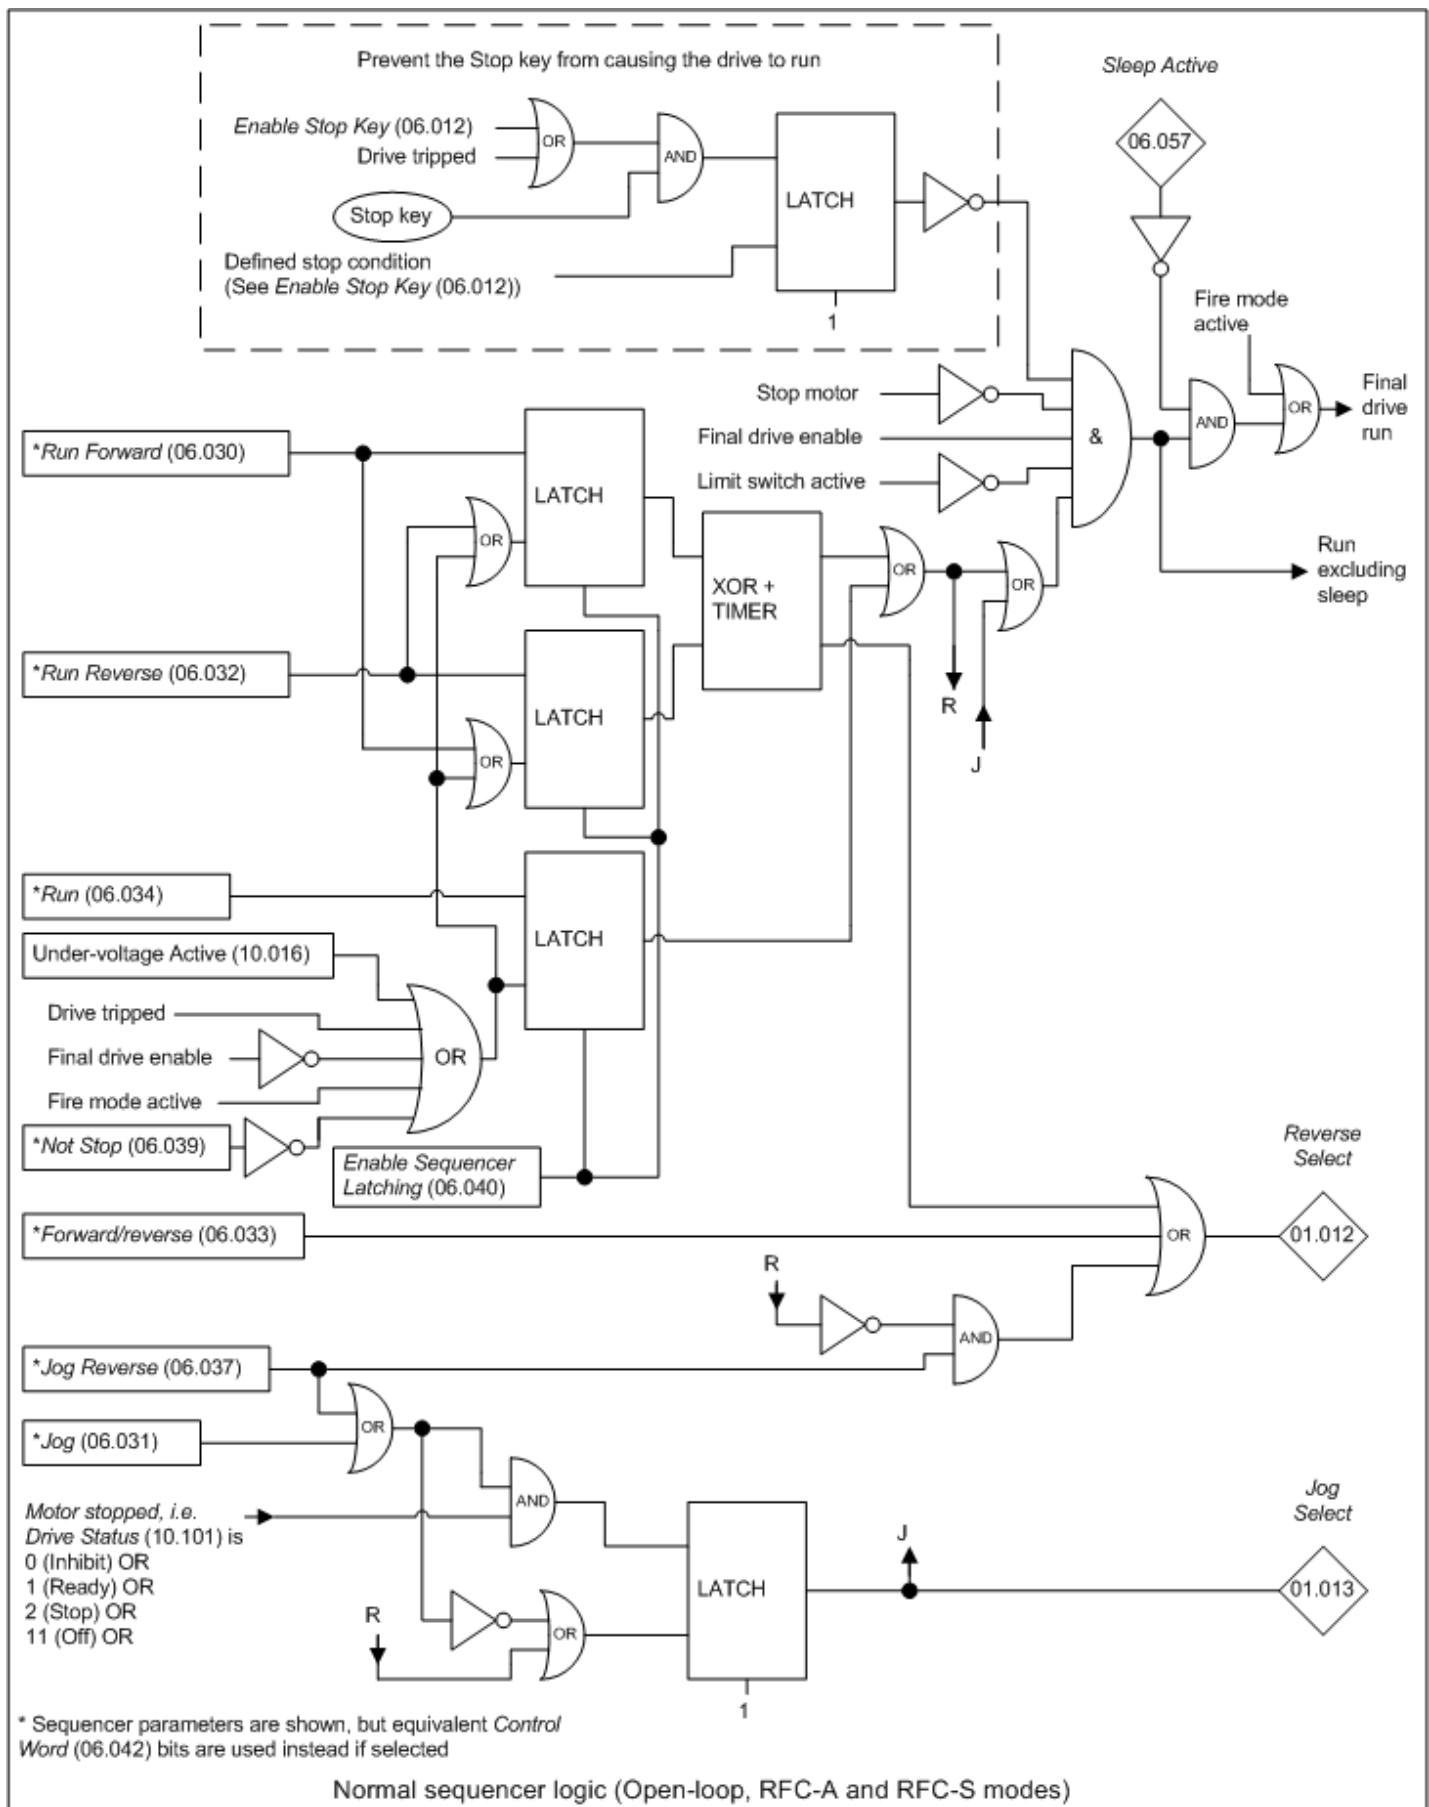 Prevent the Stop key from causing the drive to run
Sleep Active
Enable Stop Key (06.012)
OR
Drive tripped
AND
06.057
LATCH
Stop key
Defined stop condition
(See Enable Stop Key (06.012))
1
Fire mode
active
Stop motor
Final
drive
run
OR
AND
*Run Forward (06.030)
Final drive enable
&
Limit switch active
LATCH
OR
XOR +
TIMER
OR
OR
Run
excluding
sleep
*Run Reverse (06.032)
LATCH
R
OR
J
*Run (06.034)
LATCH
Under-voltage Active (10.016)
Drive tripped
Final drive enable
OR
Fire mode active
*Not Stop (06.039)
Enable Sequencer
Latching (06.040)
Reverse
Select
*Forward/reverse (06.033)
OR
01.012
R
AND
*Jog Reverse (06.037)
OR
*Jog (06.031)
AND
Motor stopped, i.e.
Drive Status (10.101) is
0 (Inhibit) OR
1 (Ready) OR
2 (Stop) OR
11 (Off) OR
Jog
Select
J
LATCH
01.013
R
OR
1
* Sequencer parameters are shown, but equivalent Control
Word (06.042) bits are used instead if selected
Normal sequencer logic (Open-loop, RFC-A and RFC-S modes)